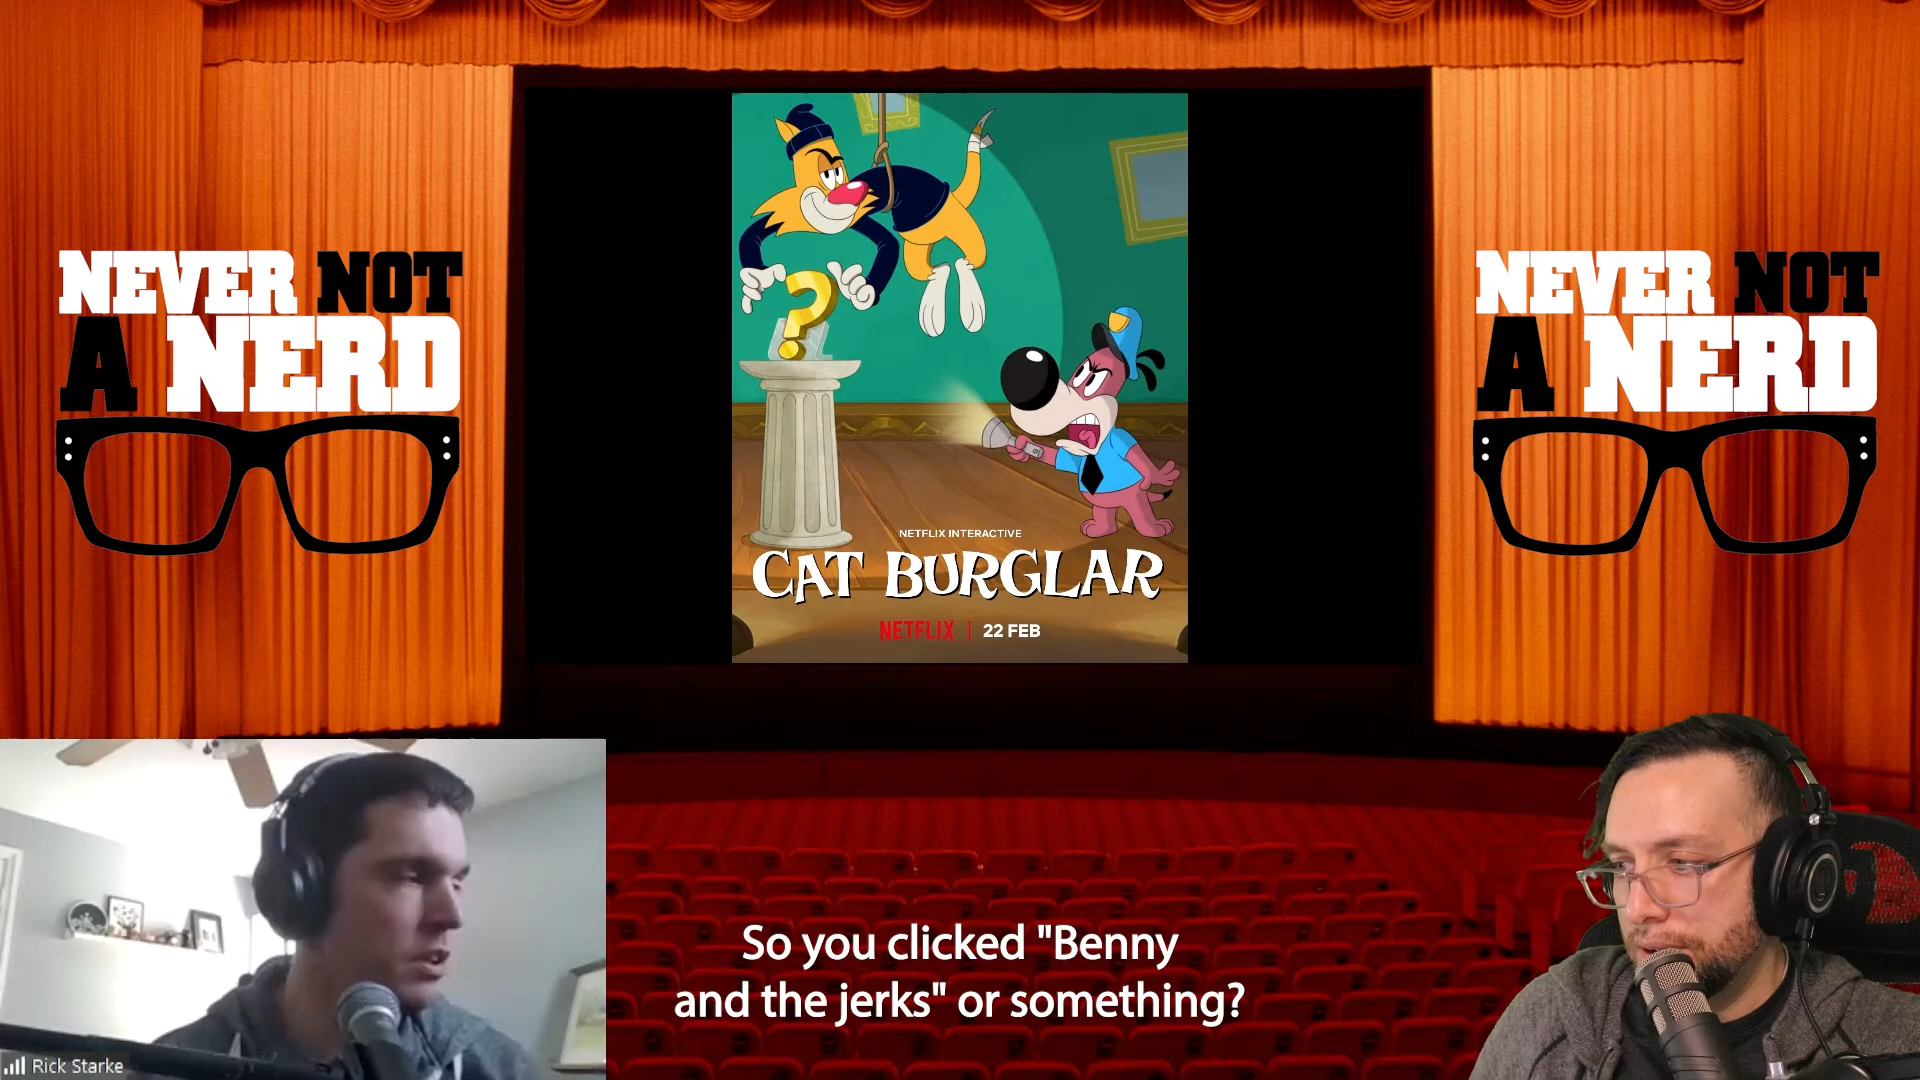 NEVER NOT
A NERD
NETFLIX INTERACTIVE
CAT BURGLAR
NETFLIX | 22 FEB
NEVER NOT
A NERD
Rick Starke
So you clicked "Benny
and the jerks" or something?